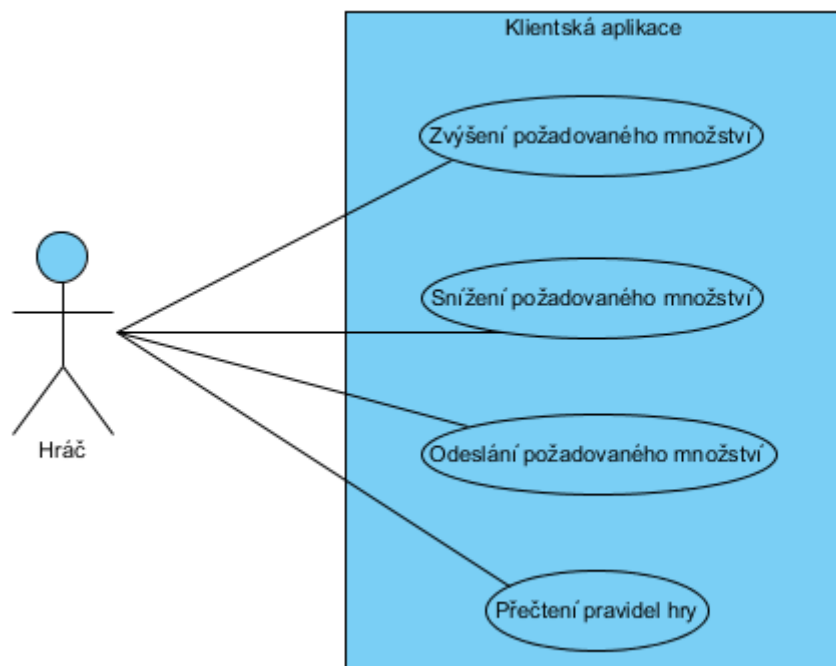 Klientská aplikace
Zvýšení požadovaného množství
Snížení požadovaného množství
Hráč
Odeslání požadovaného množství
Přečtení pravidel hry